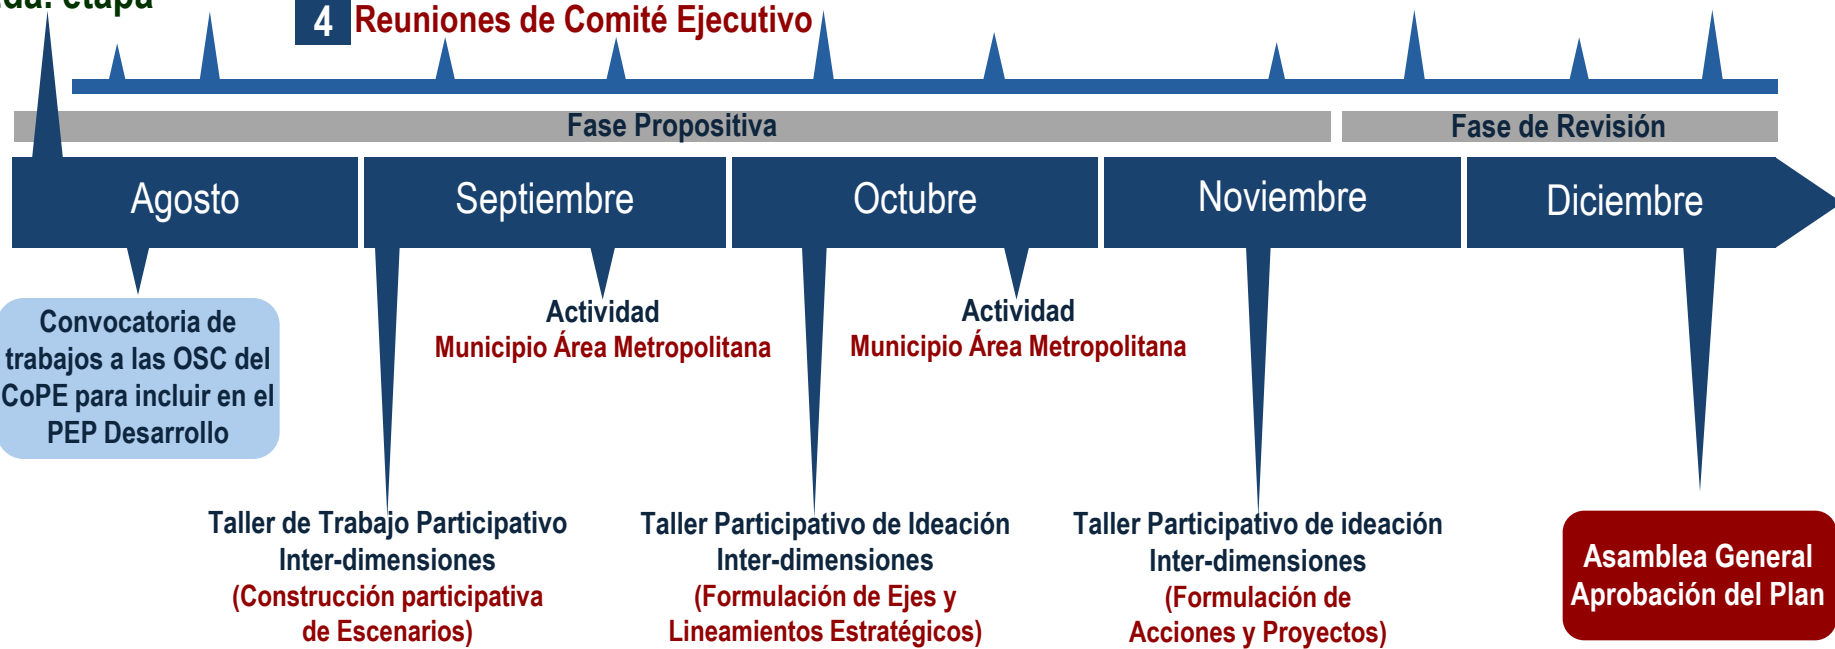 etapa
4 Reuniones de Comité Ejecutivo
Fase Propositiva
Fase de Revisión
Agosto
Septiembre
Octubre
Noviembre
Diciembre
Convocatoria de
trabajos a las OSC del
CoPE para incluir en el
PEP Desarrollo
Actividad
Municipio Área Metropolitana
Actividad
Municipio Área Metropolitana
Taller de Trabajo Participativo
Inter-dimensiones
(Construcción participativa
de Escenarios)
Taller Participativo de Ideación
Inter-dimensiones
(Formulación de Ejes y
Lineamientos Estratégicos)
Taller Participativo de ideación
Inter-dimensiones
(Formulación de
Acciones y Proyectos)
Asamblea General
Aprobación del Plan